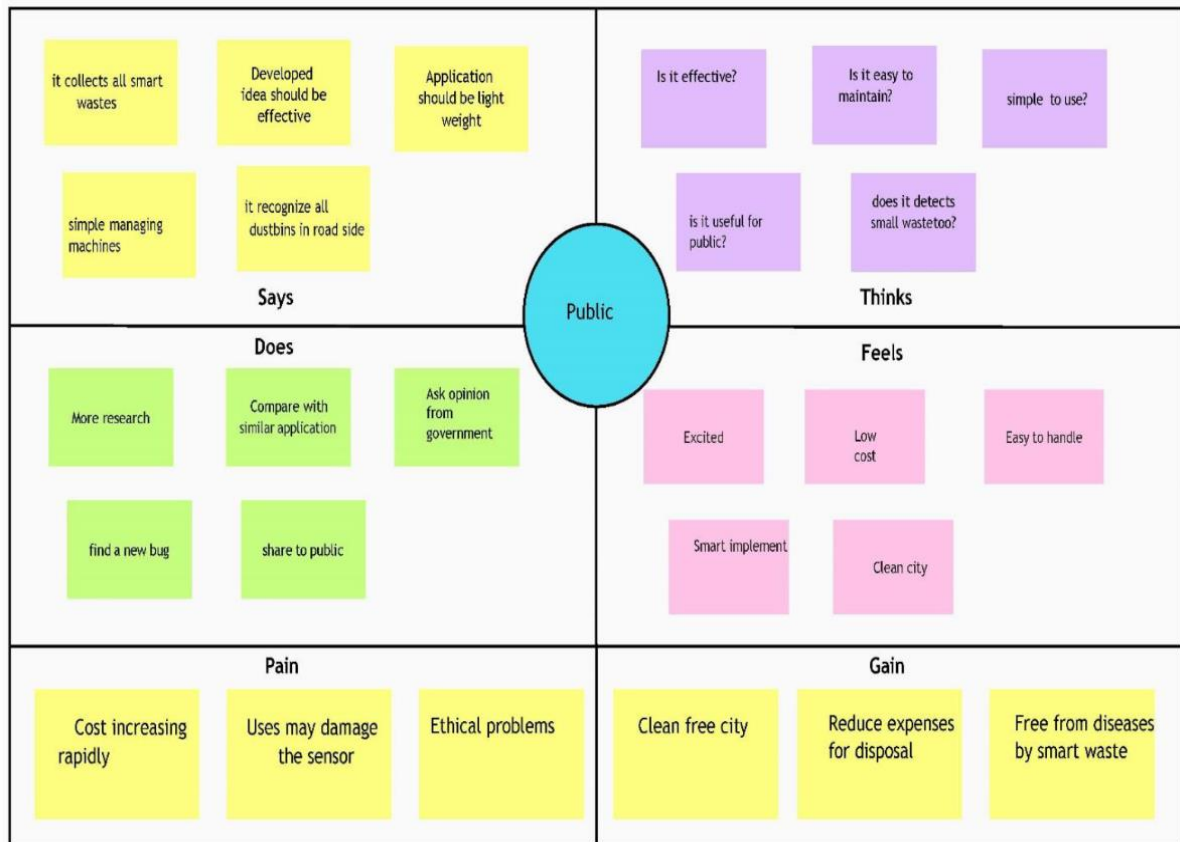 it collects all smart
wastes
Developed
idea should be
effective
Application
should be light
weight
simple managing
machines
it recognize all
dustbins in road side
Says
Is it effective?
Is it easy to
maintain?
simple to use?
is it useful for
public?
does it detects
small wastetoo?
Thinks
Public
Does
More research
Compare with
similar application
Ask opinion
from
government
find a new bug
share to public
Feels
Excited
Low
cost
Easy to handle
Smart implement
Clean city
Pain
Cost increasing
rapidly
Uses may damage
the sensor
Ethical problems
Gain
Clean free city
Reduce expenses
for disposal
Free from diseases
by smart waste